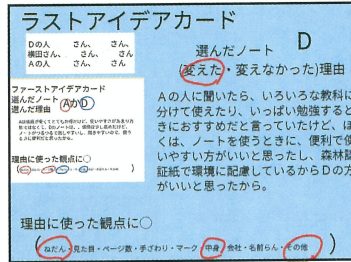 ラストアイデアカード
Dの人　　さん、　　さん、
横田さん、　　さん、　　さん
Aの人　　さん、　　さん、
選んだノート　D
(変えた・変えなかった)理由
ファーストアイデアカード
選んだノート AかD
選んだ理由
理由に使った観点に○
Aの人に聞いたら、いろいろな教科に
分けて使えたり、いっぱい勉強すると
きにおすすめだと言っていたけど、ぼ
くは、ノートを使うときに、便利で使
いやすい方がいいと思ったし、森林認
証紙で環境に配慮しているからDの方
がいいと思ったから。
理由に使った観点に○
(ねだん・見た目・ページ数・手ざわり・マーク・中身・会社・名前らん・その他)